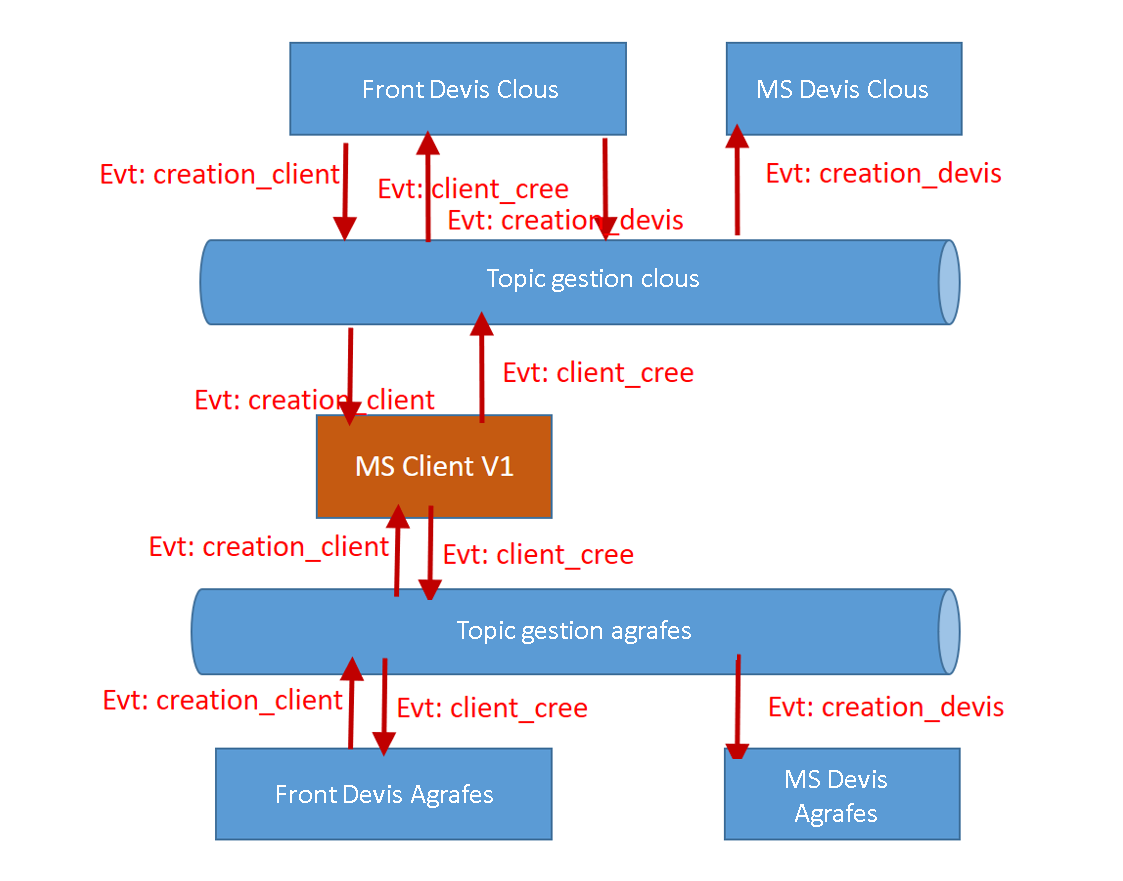 Front Devis Clous
MS Devis Clous
Evt: creation_client
Evt: client_cree
Evt: creation_devis
Evt: creation_devis
Topic gestion clous
Evt: client_cree
Evt: creation_client
MS Client V1
Evt: creation_client
Evt: client_cree
Topic gestion agrafes
Evt: creation_client
Evt: client_cree
Evt: creation_devis
Front Devis Agrafes
MS Devis
Agrafes